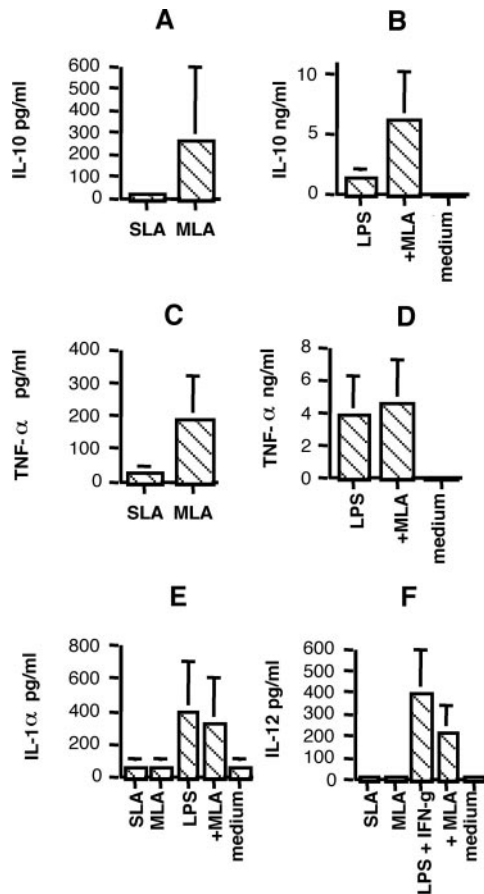 A
IL-10 pg/ml
600
500
400
300
200
100
0
SLA MLA
B
IL-10 ng/ml
10
5
0
LPS
+MLA
medium
C
TNF- α pg/ml
400
300
200
100
0
SLA MLA
D
TNF- α ng/ml
8
6
4
2
0
LPS
+MLA
medium
E
IL-1α pg/ml
800
600
400
200
0
SLA
MLA
LPS
+MLA
medium
F
IL-12 pg/ml
600
500
400
300
200
100
0
SLA
MLA
LPS + IFN-g
+ MLA
medium